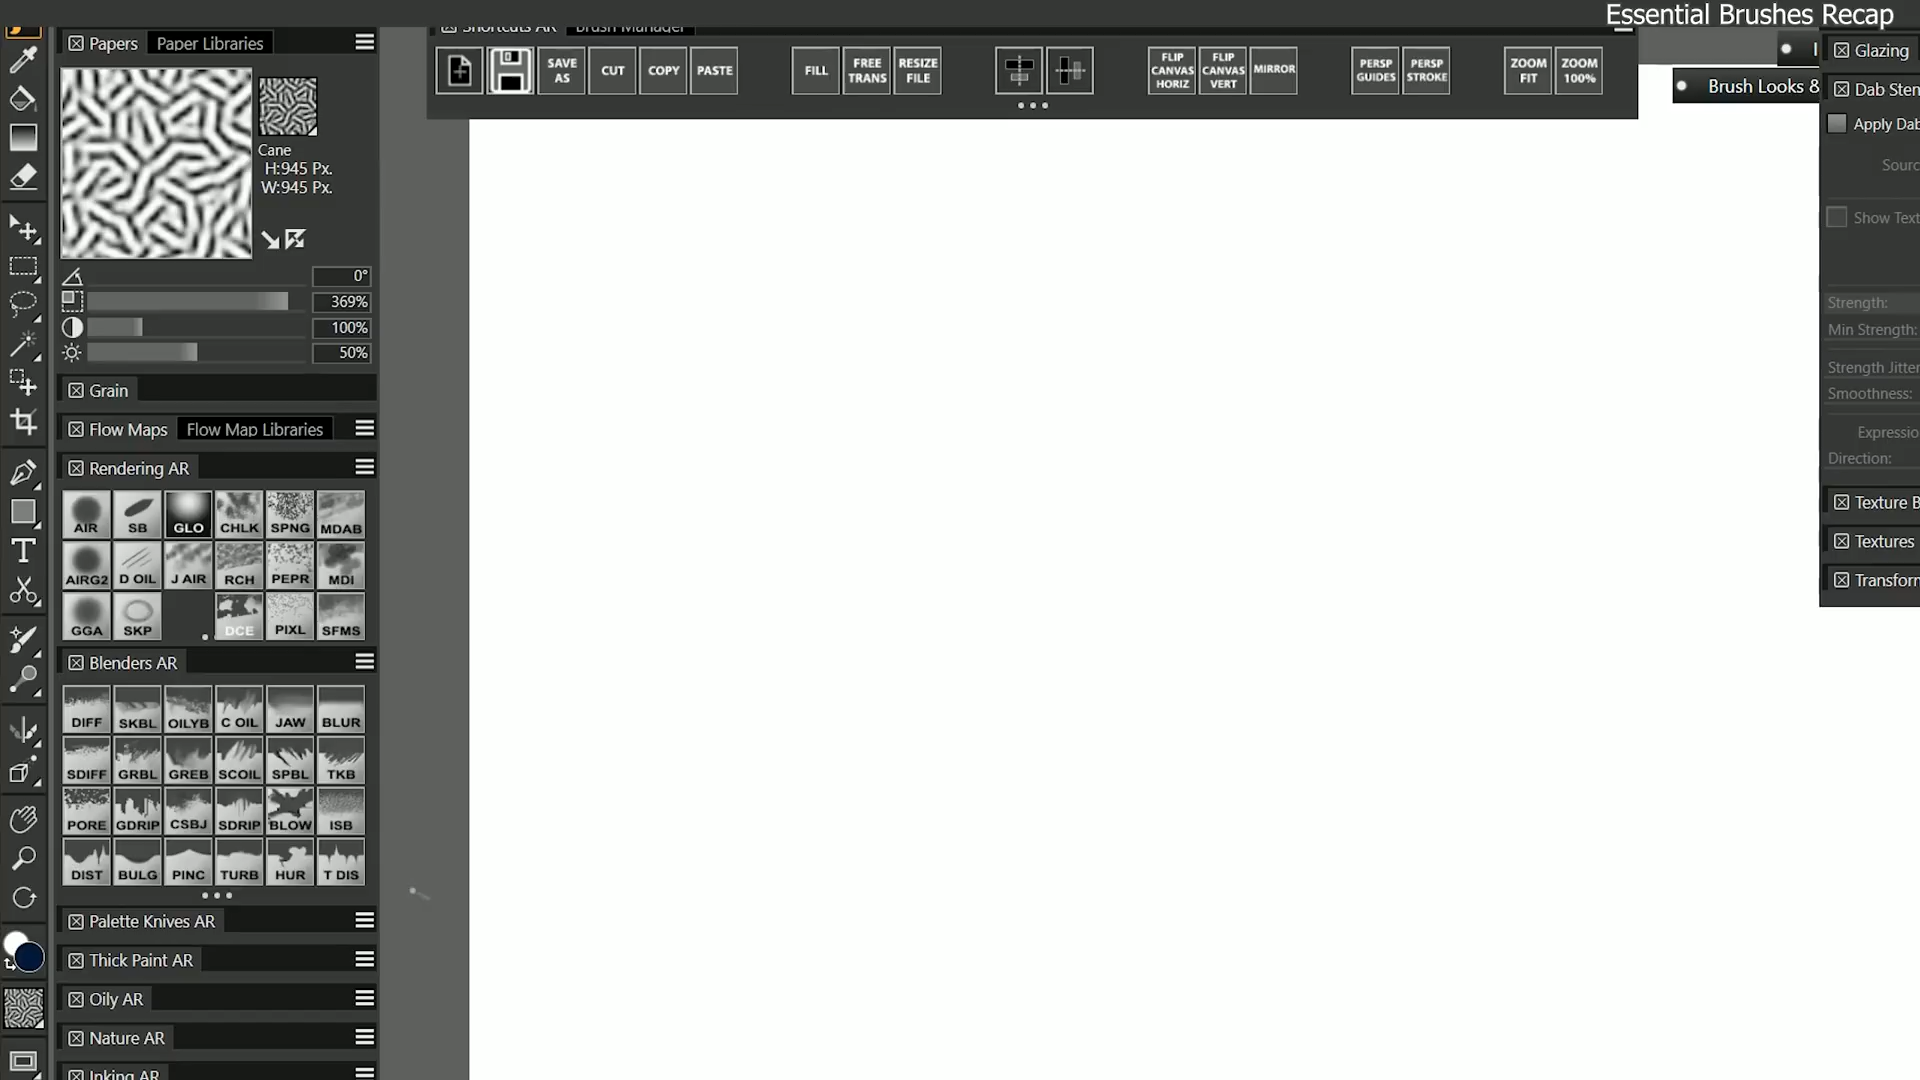 Essential Brushes Recap
Papers
Paper Libraries
Cane
H:945 Px.
W:945 Px.
0°
369%
100%
50%
Grain
Flow Maps
Flow Map Libraries
Rendering AR
AIR SB GLO CHLK SPNG MDAB
AIRG2 D OIL J AIR RCH PEPR MDI
GGA SKP DCE PIXL SFMS
Blenders AR
DIFF SKBL OILYB C OIL JAW BLUR
SDIFF GRBL GREB SCOIL SPBL TKB
PORE GDRIP CSBJ SDRIP BLOW ISB
DIST BULG PINC TURB HUR T DIS
Palette Knives AR
Thick Paint AR
Oily AR
Nature AR
Inking AR
Shortcuts AR
Brush Manager
SAVE
AS
CUT
COPY
PASTE
FILL
FREE
TRANS
RESIZE
FILE
FLIP
CANVAS
HORIZ
FLIP
CANVAS
VERT
MIRROR
PERSP
GUIDES
PERSP
STROKE
ZOOM
FIT
ZOOM
100%
Brush Looks &
Glazing
Dab Sten
Apply Dab
Sourc
Show Text
Strength:
Min Strength:
Strength Jitter
Smoothness:
Expressio
Direction:
Texture B
Textures
Transform